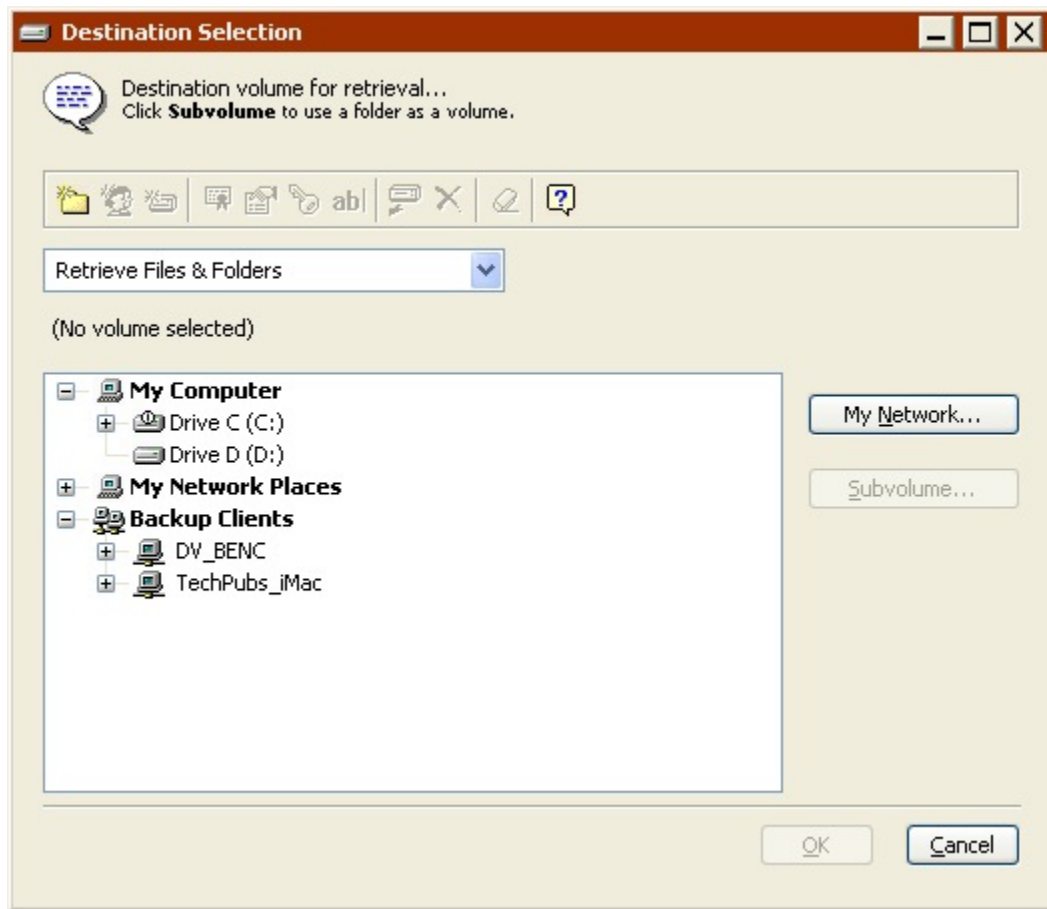 Destination Selection
Destination volume for retrieval...
Click Subvolume to use a folder as a volume.
ab|
Retrieve Files & Folders
(No volume selected)
My Computer
Drive C (C:)
Drive D (D:)
My Network Places
Backup Clients
DV_BENC
TechPubs_iMac
My Network...
Subvolume...
OK
Cancel